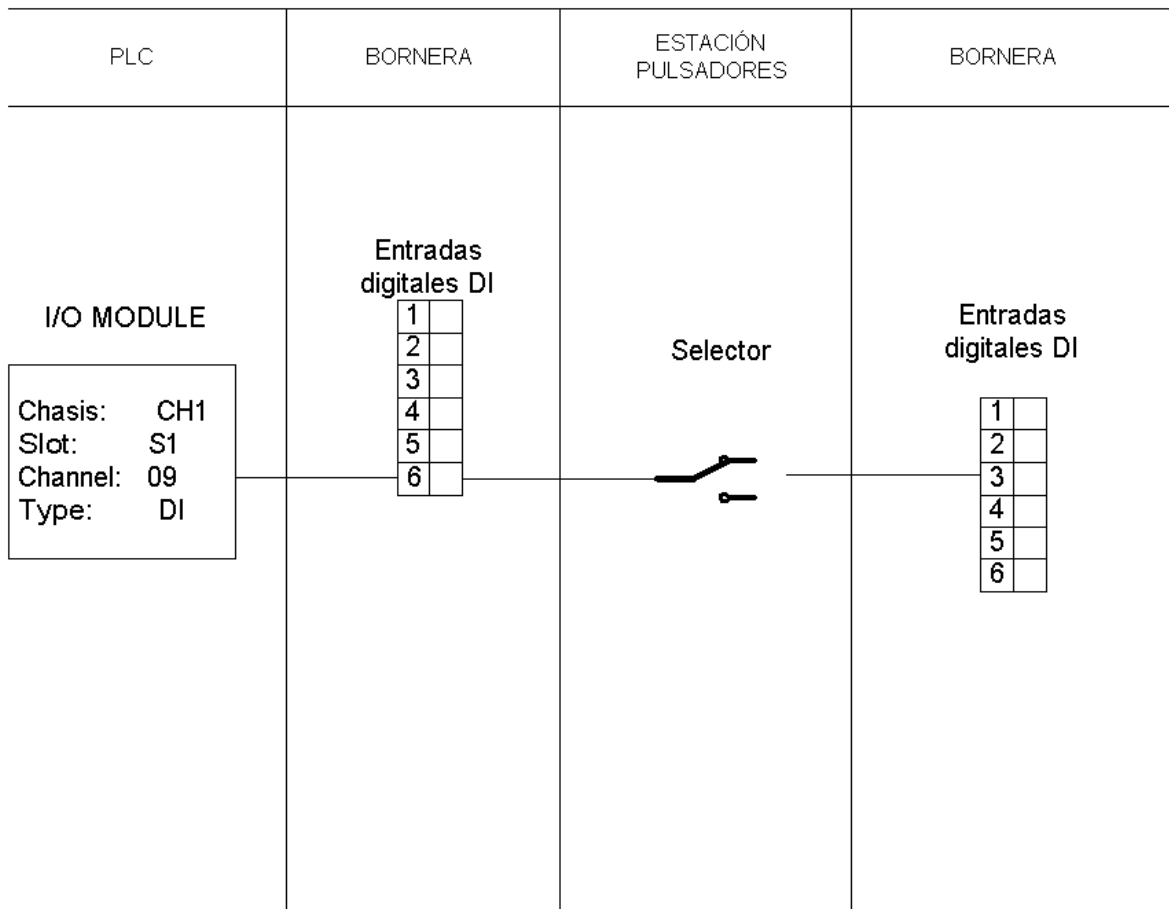 PLC
BORNERA
ESTACIÓN
PULSADORES
BORNERA
I/O MODULE
Chasis: CH1
Slot: S1
Channel: 09
Type: DI
Entradas
digitales DI
1
2
3
4
5
6
Selector
Entradas
digitales DI
1
2
3
4
5
6